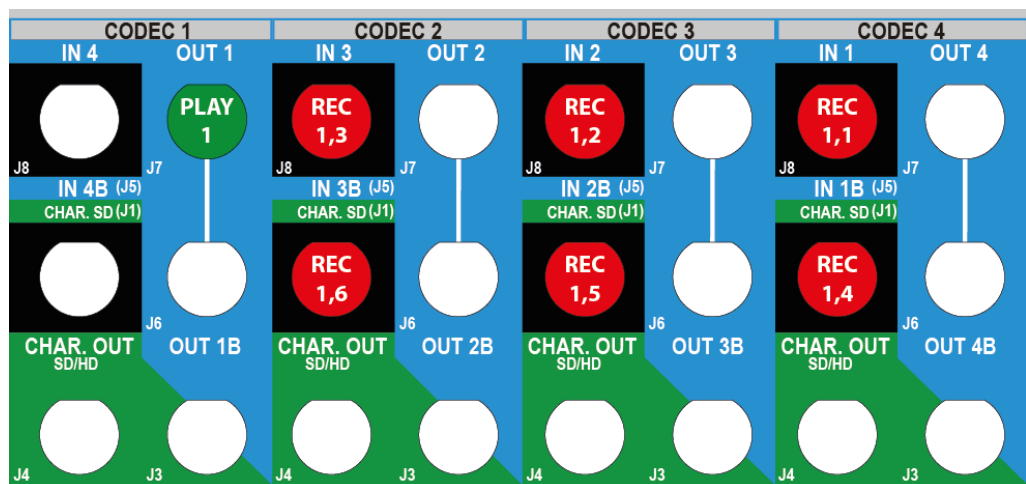 CODEC 1 CODEC 2 CODEC 3 CODEC 4
IN 4 OUT 1 IN 3 OUT 2 IN 2 OUT 3 IN 1 OUT 4
PLAY REC REC REC
1 1,3 1,2 1,1
J8 J7 J8 J7 J8 J7 J8 J7
IN 4B (J5) IN 3B (J5) IN 2B (J5) IN 1B (J5)
CHAR. SD (J1) CHAR. SD (J1) CHAR. SD (J1) CHAR. SD (J1)
REC REC REC
1,6 1,5 1,4
J6 J6 J6 J6
CHAR. OUT OUT 1B CHAR. OUT OUT 2B CHAR. OUT OUT 3B CHAR. OUT OUT 4B
SD/HD SD/HD SD/HD SD/HD
J4 J3 J4 J3 J4 J3 J4 J3